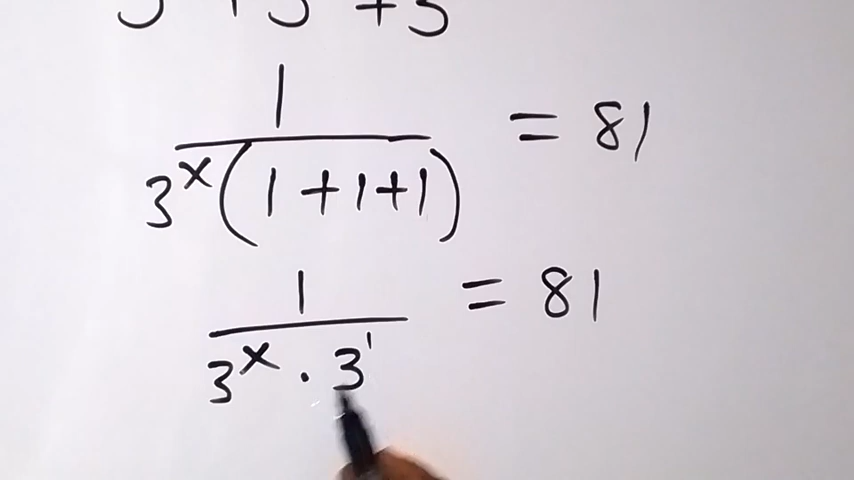 1 / 3^x (1 + 1 + 1) = 81
1 / 3^x · 3^1 = 81